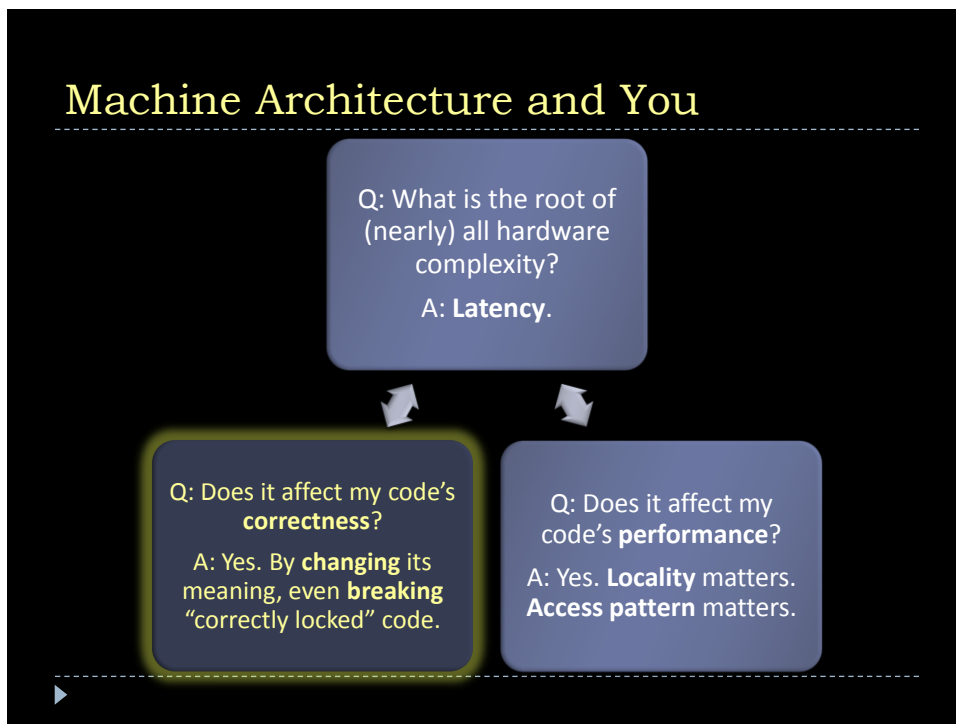 Machine Architecture and You
Q: What is the root of
(nearly) all hardware
complexity?
A: Latency.
Q: Does it affect my code’s
correctness?
A: Yes. By changing its
meaning, even breaking
“correctly locked” code.
Q: Does it affect my
code’s performance?
A: Yes. Locality matters.
Access pattern matters.